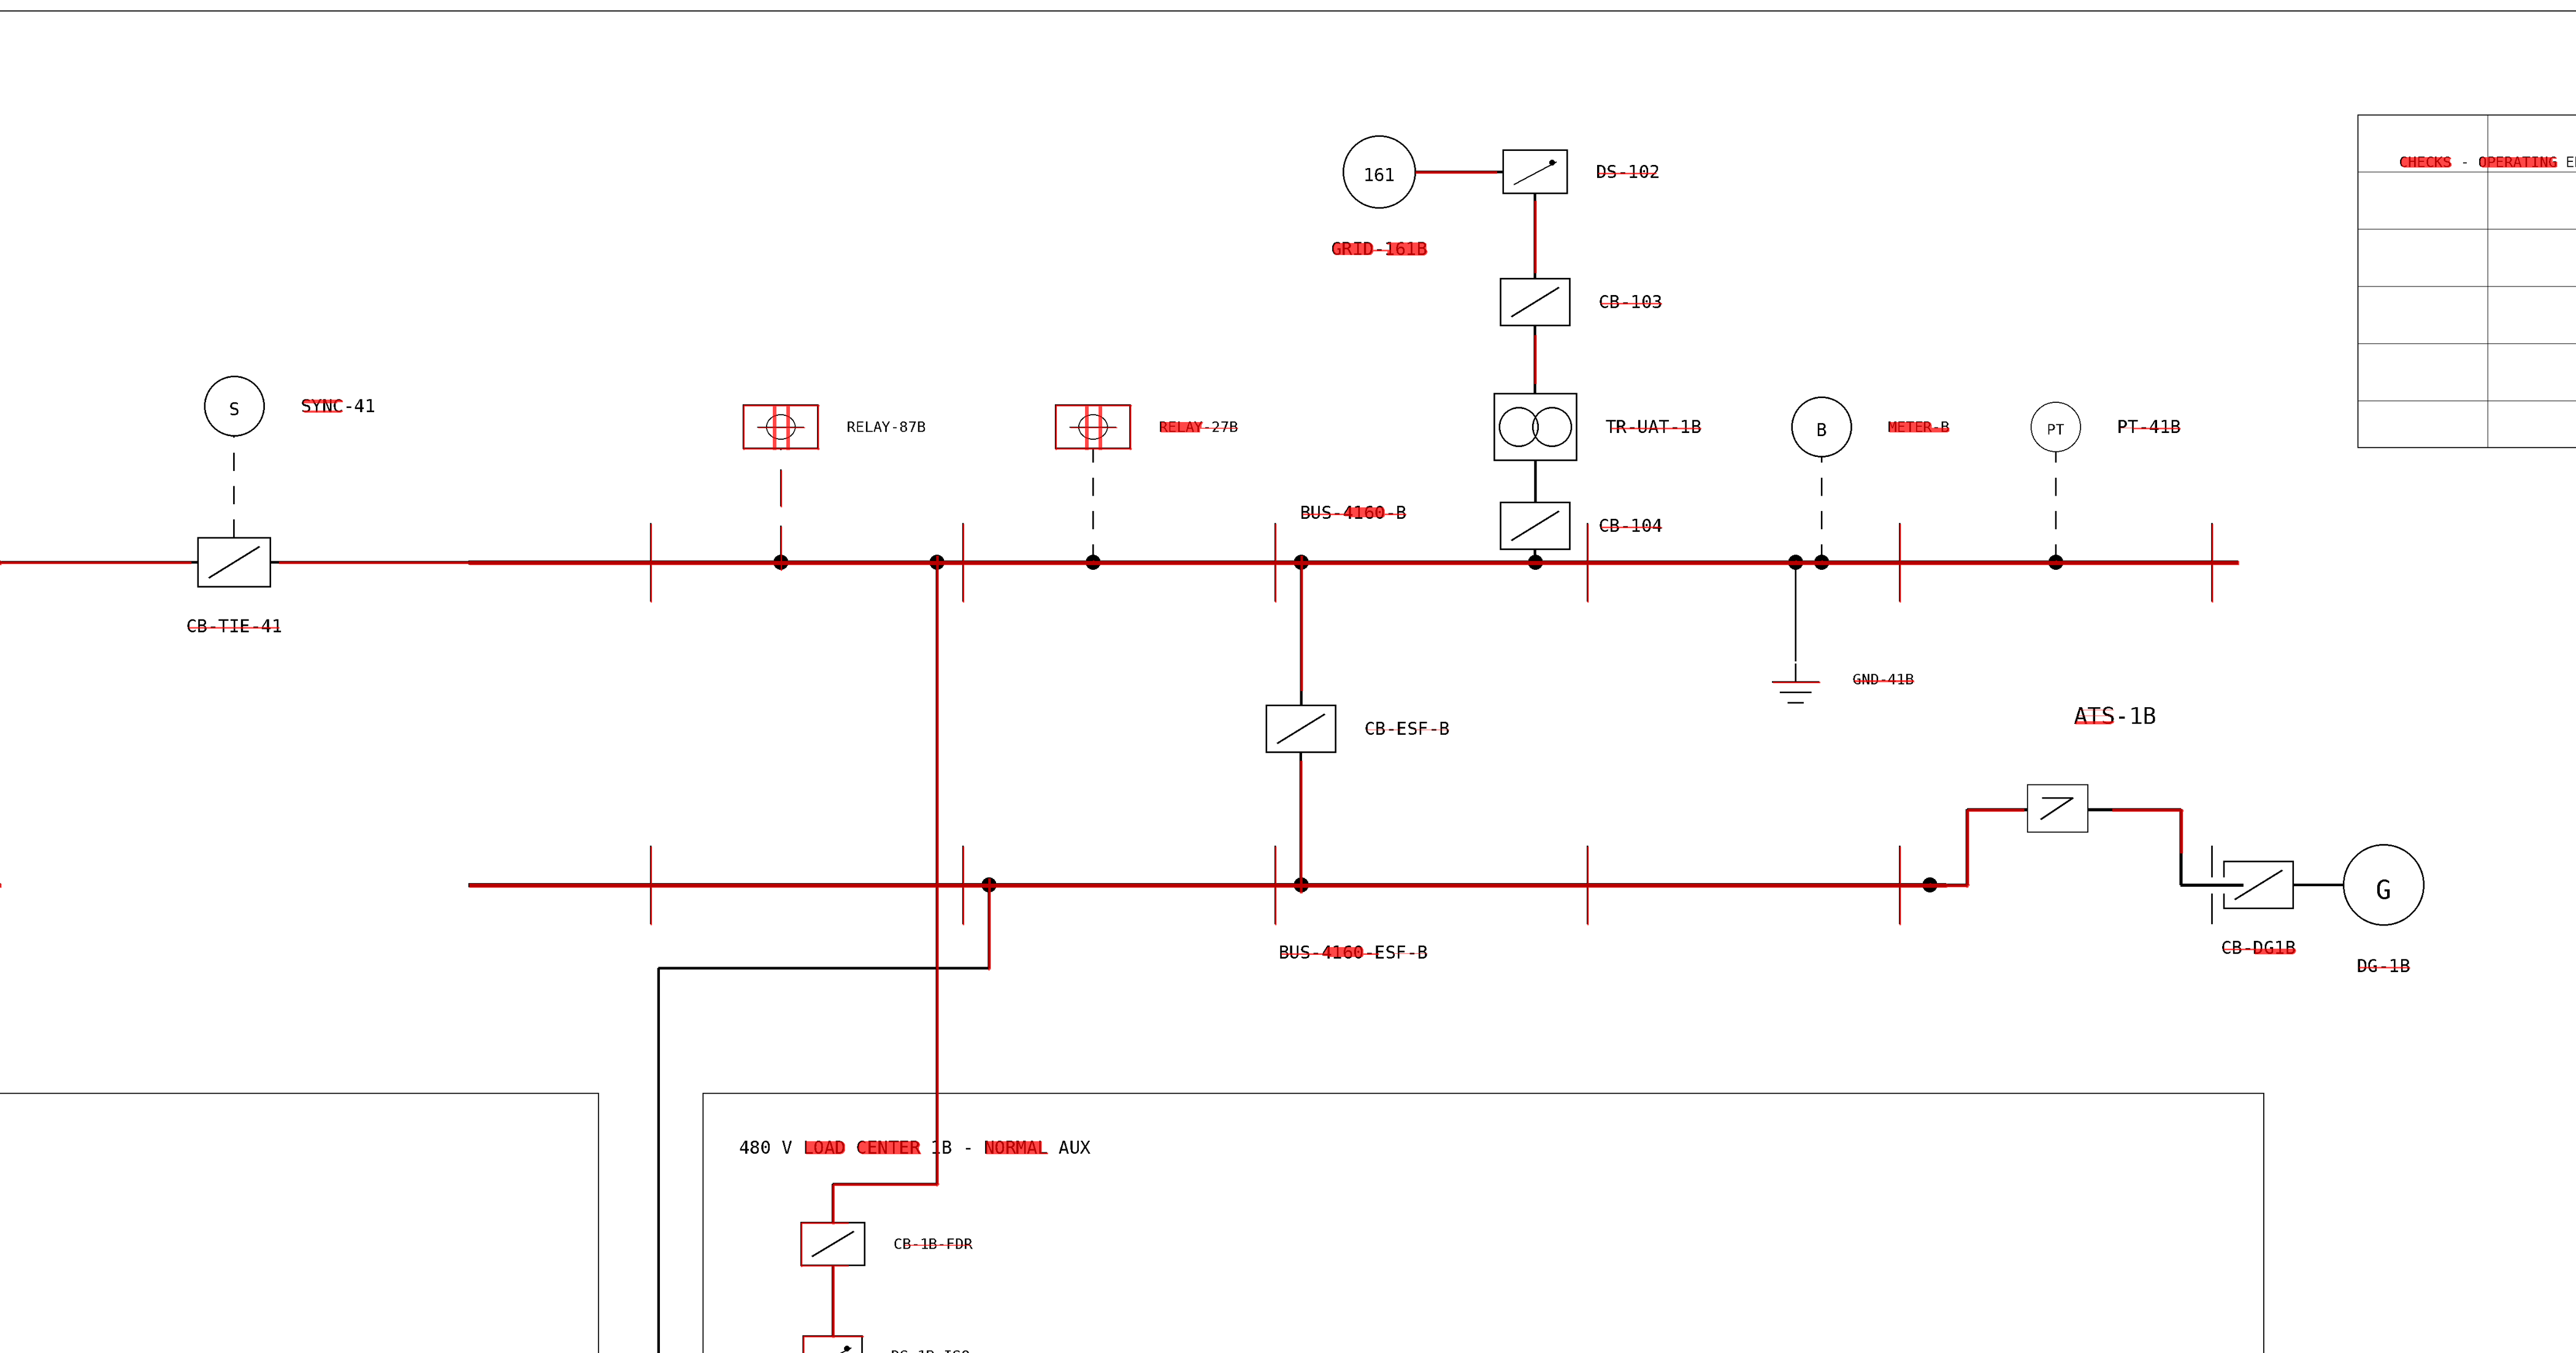 161
DS-102
CHECKS - OPERATING
GRID-161B
CB-103
S
SYNC-41
RELAY-87B
RELAY-27B
TR-UAT-1B
B
METER-B
PT
PT-41B
BUS-4160-B
CB-104
CB-TIE-41
GND-41B
ATS-1B
CB-ESF-B
G
BUS-4160-ESF-B
CB-DG1B
DG-1B
480 V LOAD CENTER 1B - NORMAL AUX
CB-1B-FDR